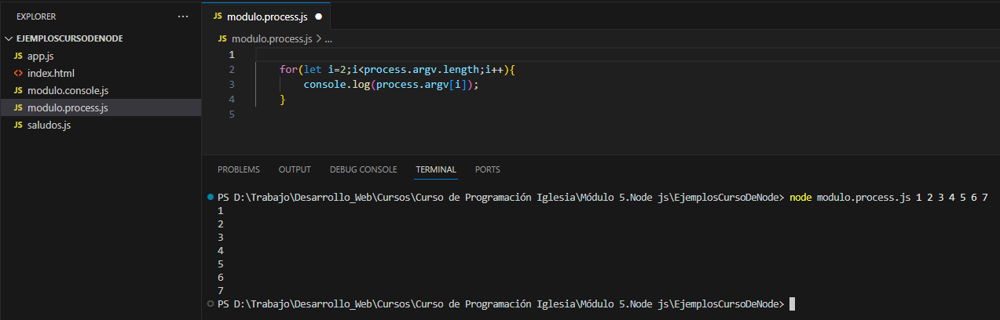 EXPLORER ...
EJEMPLOSCURSODENODE
JS app.js
<> index.html
JS modulo.console.js
JS modulo.process.js
JS saludos.js
JS modulo.process.js
JS modulo.process.js > ...
1
2 for(let i=2;i<process.argv.length;i++){
3 console.log(process.argv[i]);
4 }
5
PROBLEMS OUTPUT DEBUG CONSOLE TERMINAL PORTS
PS D:\Trabajo\Desarrollo_Web\Cursos\Curso de Programación Iglesia\Módulo 5.Node js\EjemplosCursoDeNode> node modulo.process.js 1 2 3 4 5 6 7
1
2
3
4
5
6
7
PS D:\Trabajo\Desarrollo_Web\Cursos\Curso de Programación Iglesia\Módulo 5.Node js\EjemplosCursoDeNode>